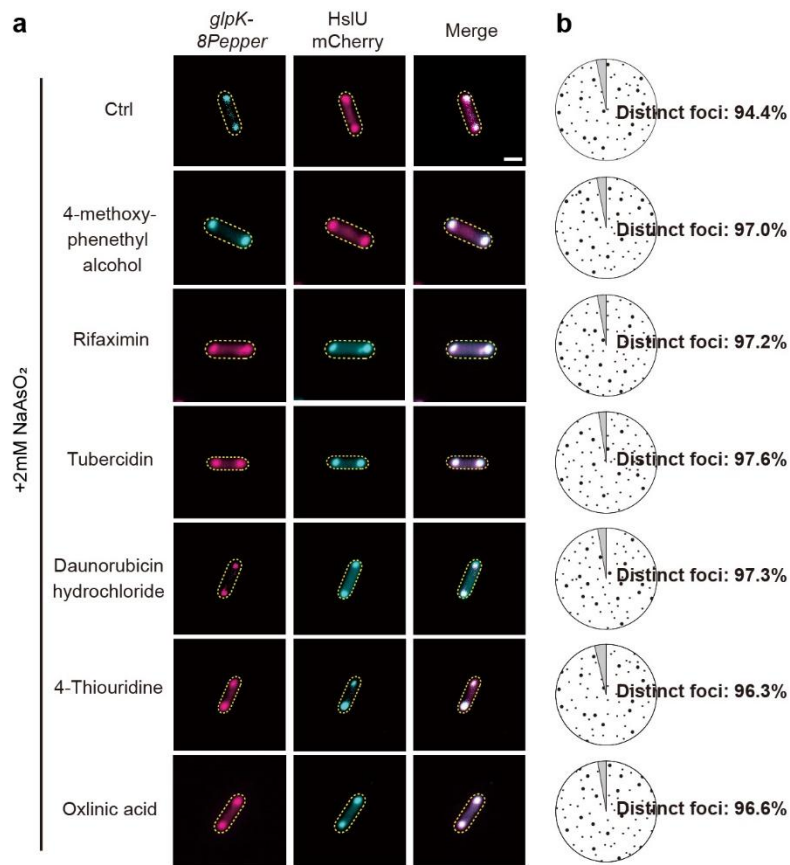 a
b
glpK-
8Pepper
HslU
mCherry
Merge
+2mM NaAsO₂
Ctrl
Distinct foci: 94.4%
4-methoxy-
phenethyl
alcohol
Distinct foci: 97.0%
Rifaximin
Distinct foci: 97.2%
Tubercidin
Distinct foci: 97.6%
Daunorubicin
hydrochloride
Distinct foci: 97.3%
4-Thiouridine
Distinct foci: 96.3%
Oxlinic acid
Distinct foci: 96.6%